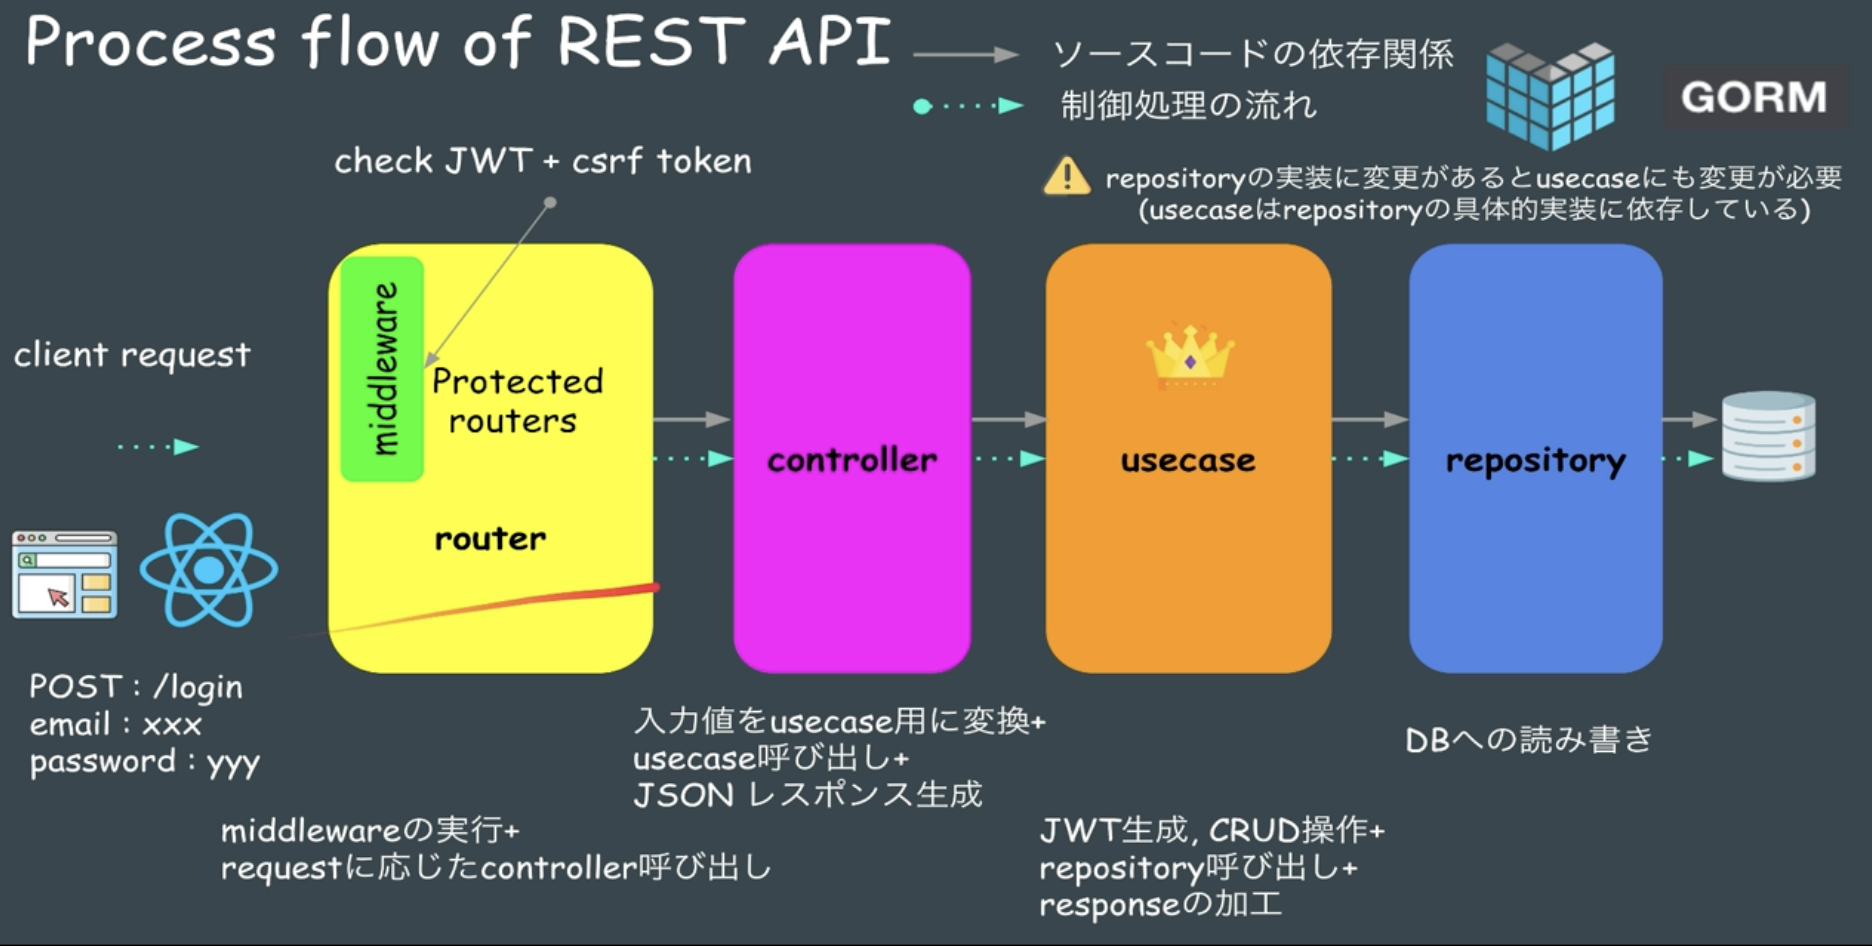 Process flow of REST API
ソースコードの依存関係
制御処理の流れ
GORM
check JWT + csrf token
repositoryの実装に変更があるとusecaseにも変更が必要
(usecaseはrepositoryの具体的実装に依存している)
client request
middleware
Protected
routers
router
controller
usecase
repository
POST : /login
email : xxx
password : yyy
入力値をusecase用に変換+
usecase呼び出し+
JSON レスポンス生成
DBへの読み書き
middlewareの実行+
requestに応じたcontroller呼び出し
JWT生成, CRUD操作+
repository呼び出し+
responseの加工